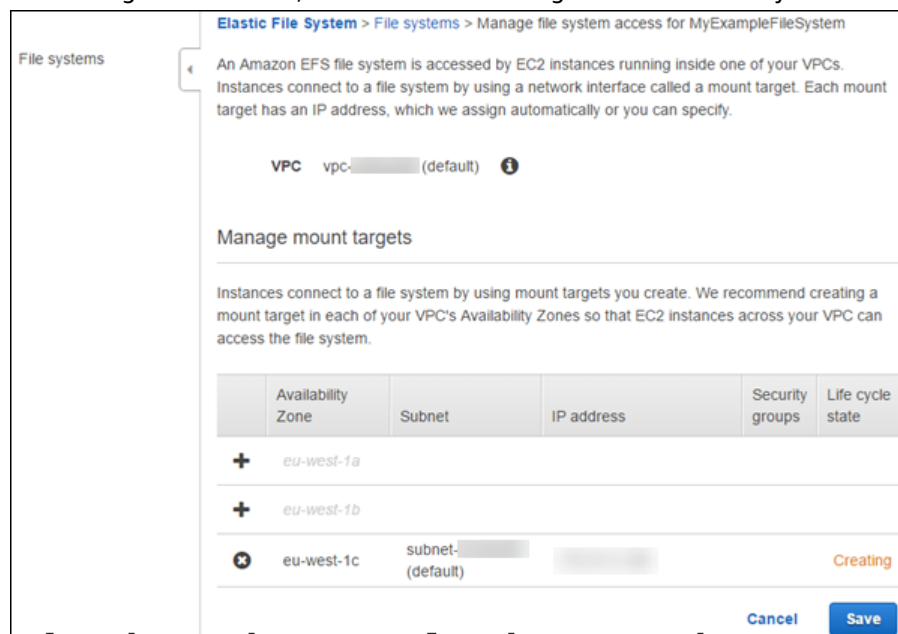 Elastic File System > File systems > Manage file system access for MyExampleFileSystem
File systems
An Amazon EFS file system is accessed by EC2 instances running inside one of your VPCs.
Instances connect to a file system by using a network interface called a mount target. Each mount
target has an IP address, which we assign automatically or you can specify.
VPC vpc- (default)
Manage mount targets
Instances connect to a file system by using mount targets you create. We recommend creating a
mount target in each of your VPC's Availability Zones so that EC2 instances across your VPC can
access the file system.
Availability Zone Subnet IP address Security groups Life cycle state
eu-west-1a
eu-west-1b
eu-west-1c subnet- (default) Creating
Cancel Save